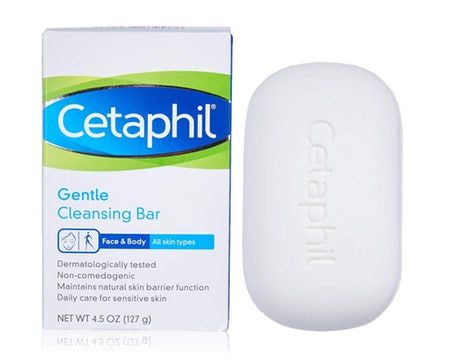 Cetaphil®
Gentle
Cleansing Bar
Face & Body All skin types
Dermatologically tested
Non-comedogenic
Maintains natural skin barrier function
Daily care for sensitive skin
NET WT 4.5 OZ (127 g)
Cetaphil